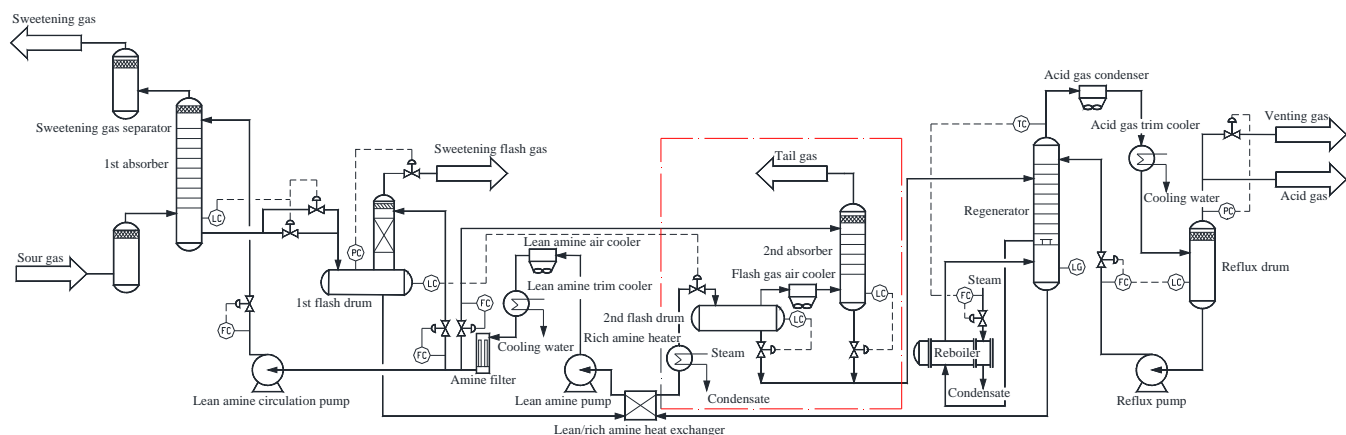 Sweetening gas
Sweetening gas separator
1st absorber
LC
Sour gas
FC
Lean amine circulation pump
Sweetening flash gas
PC
LC
1st flash drum
FC
FC
Amine filter
Lean amine air cooler
Lean amine trim cooler
Cooling water
Rich amine heater
Lean amine pump
Lean/rich amine heat exchanger
Steam
Condensate
Tail gas
2nd absorber
Flash gas air cooler
2nd flash drum
LC
LC
Acid gas condenser
TC
Acid gas trim cooler
Cooling water
Regenerator
LG
Steam
FC
Reboiler
Condensate
Venting gas
Acid gas
PC
Reflux drum
FC
LC
Reflux pump